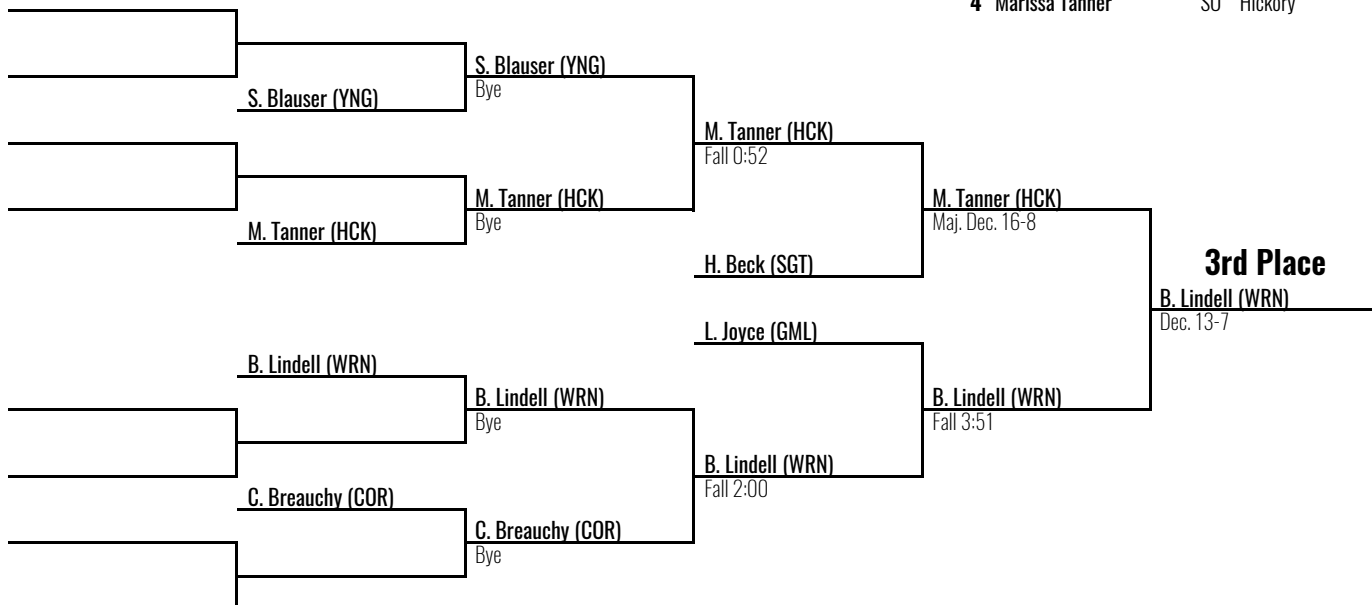 4 Marissa Tanner SO Hickory
S. Blauser (YNG)
Bye
S. Blauser (YNG)
M. Tanner (HCK)
Fall 0:52
M. Tanner (HCK)
Bye
M. Tanner (HCK)
Maj. Dec. 16-8
M. Tanner (HCK)
H. Beck (SGT)
3rd Place
B. Lindell (WRN)
Dec. 13-7
L. Joyce (GML)
B. Lindell (WRN)
B. Lindell (WRN)
Bye
B. Lindell (WRN)
Fall 3:51
B. Lindell (WRN)
Fall 2:00
C. Breauchy (COR)
C. Breauchy (COR)
Bye